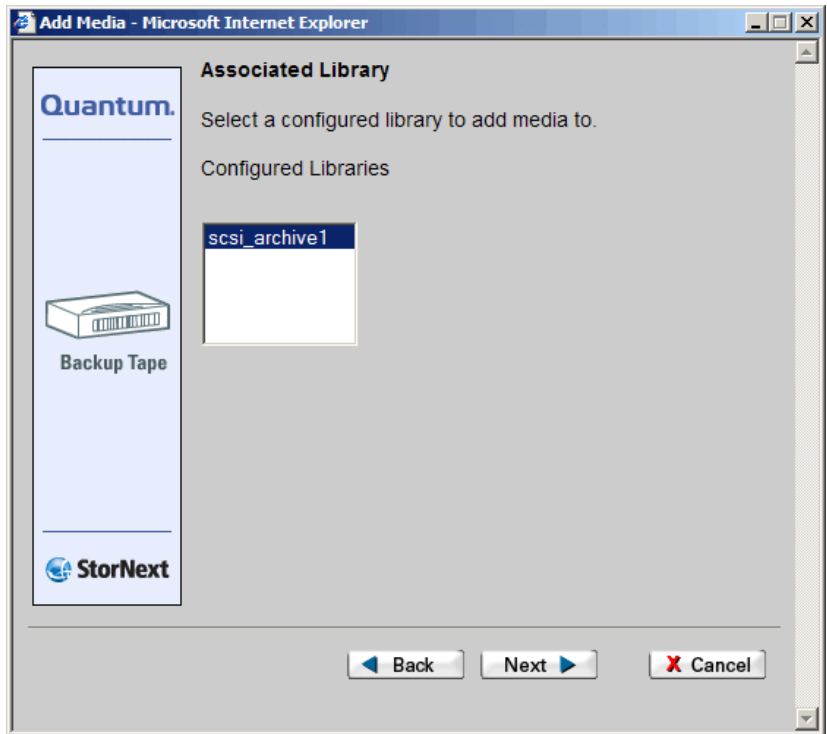 Add Media - Microsoft Internet Explorer
Associated Library
Quantum.
Select a configured library to add media to.
Configured Libraries
scsi_archive1
Backup Tape
StorNext
Back
Next
X Cancel